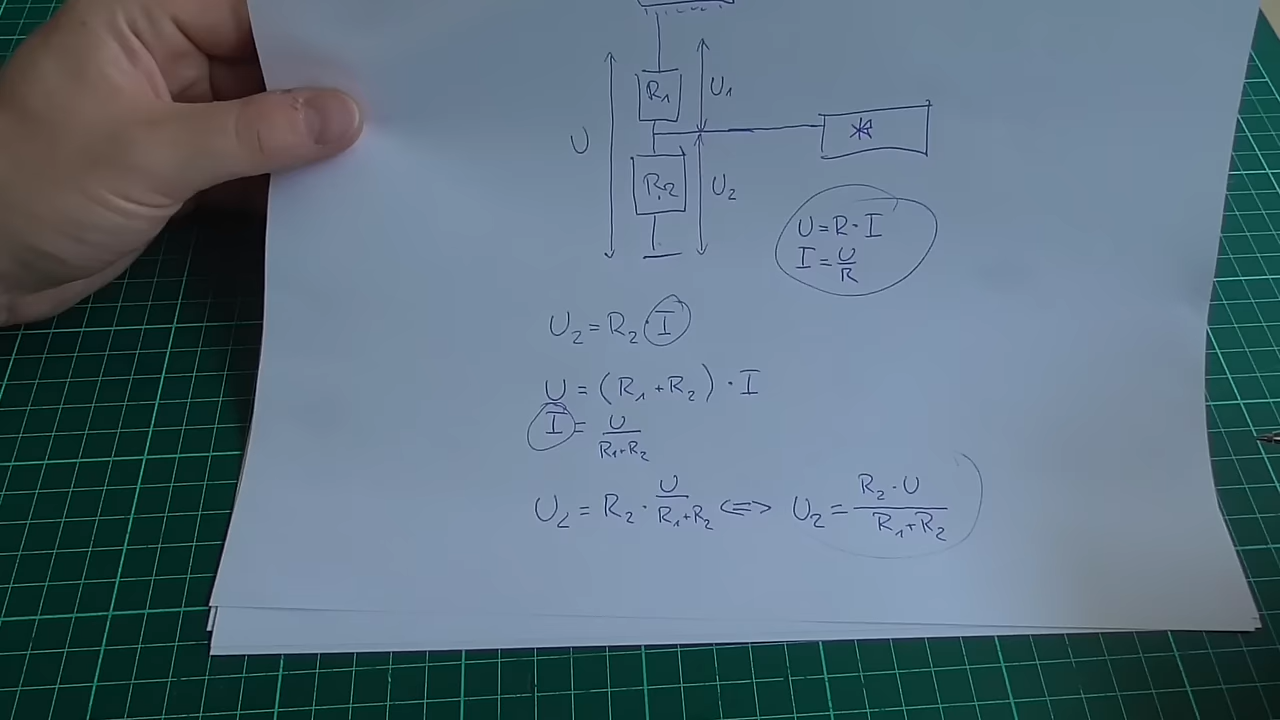 R₁
U₁
U
R₂
U₂
U=R·I
I=U/R
U₂=R₂ I
U = (R₁+R₂) · I
I = U/(R₁+R₂)
U₂ = R₂ · U/(R₁+R₂) <=> U₂ = (R₂·U)/(R₁+R₂)